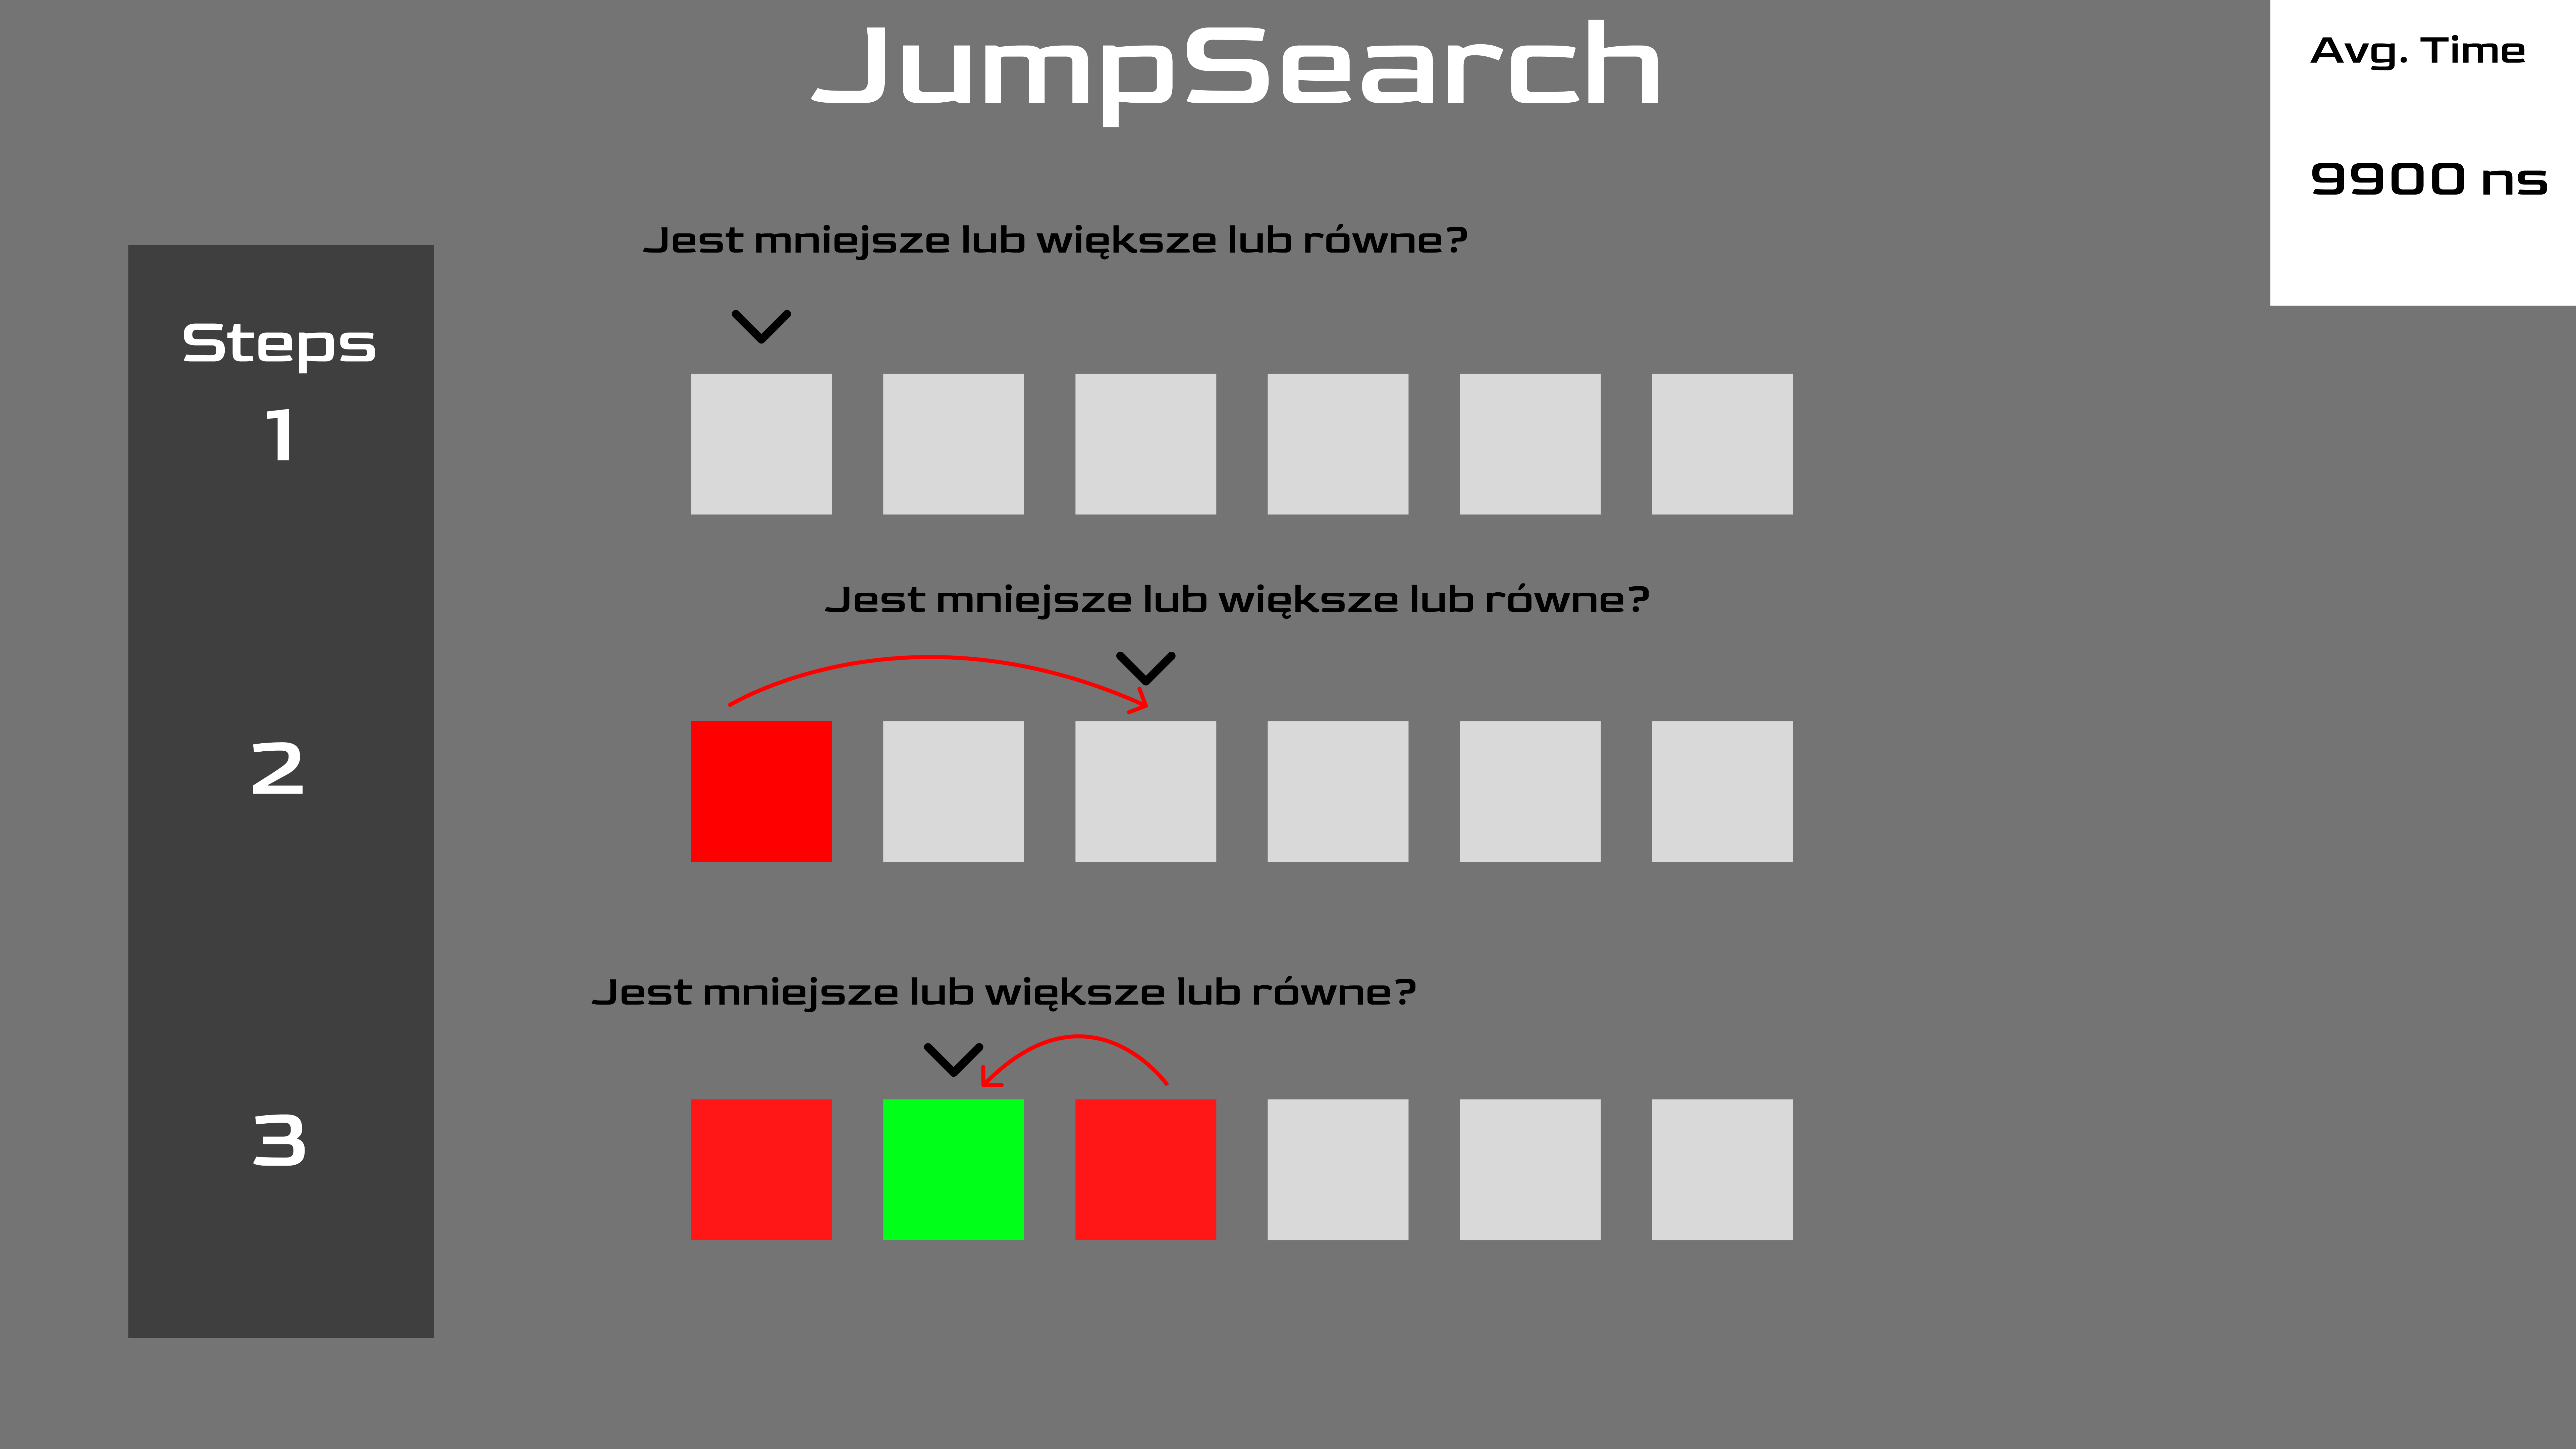 JumpSearch
Avg. Time
9900 ns
Jest mniejsze lub większe lub równe?
Steps
1
Jest mniejsze lub większe lub równe?
2
Jest mniejsze lub większe lub równe?
3